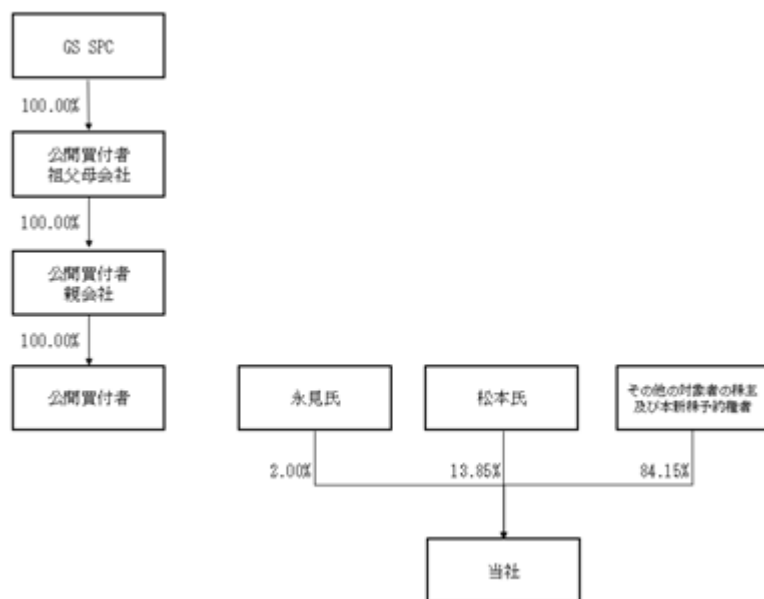 GS SPC
100.00%
公開買付者
祖父母会社
100.00%
公開買付者
親会社
100.00%
公開買付者
永見氏
松本氏
その他の対象者の株主
及び本新株予約権者
2.00%
13.85%
84.15%
当社